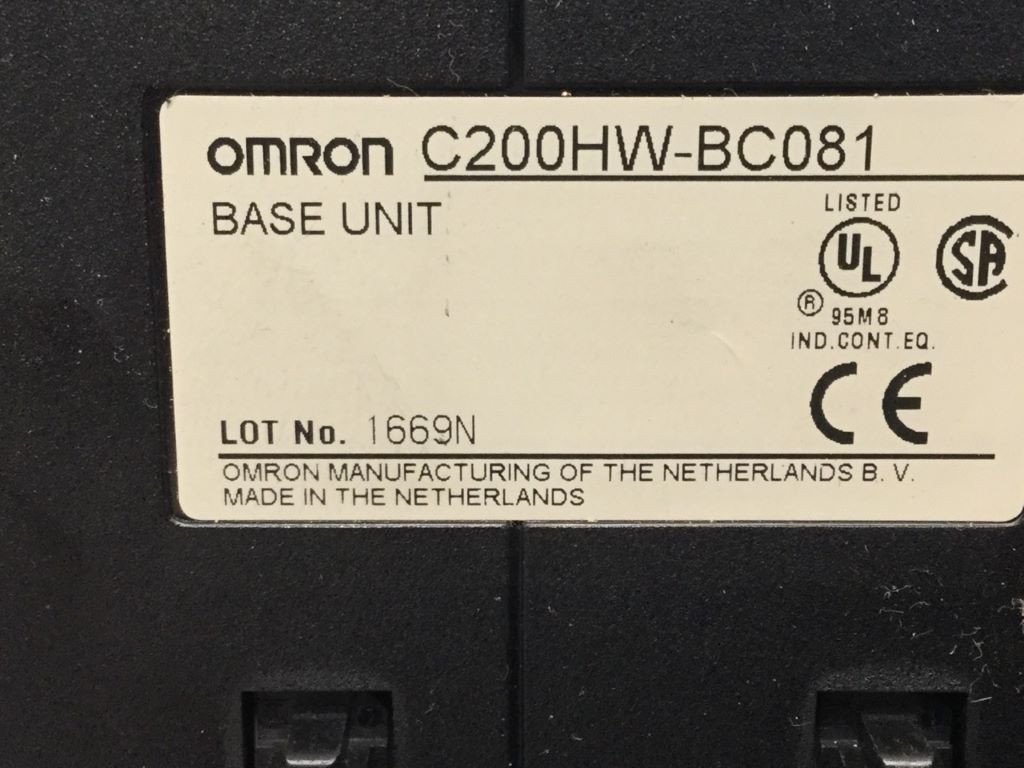 OMRON C200HW-BC081
BASE UNIT
LISTED
UL
SA
® 95M8
IND.CONT.EQ.
CE
LOT No. 1669N
OMRON MANUFACTURING OF THE NETHERLANDS B. V.
MADE IN THE NETHERLANDS